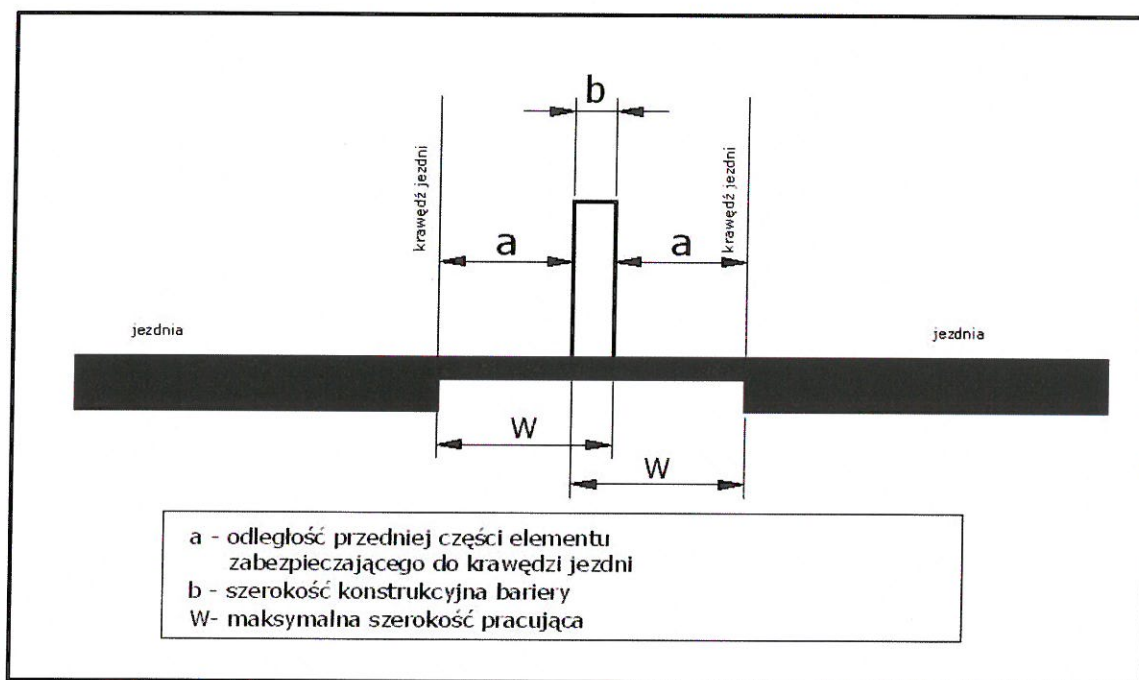 b
krawędź jezdni
krawędź jezdni
a
a
jezdnia
jezdnia
W
W
a - odległość przedniej części elementu
zabezpieczającego do krawędzi jezdni
b - szerokość konstrukcyjna bariery
W- maksymalna szerokość pracująca